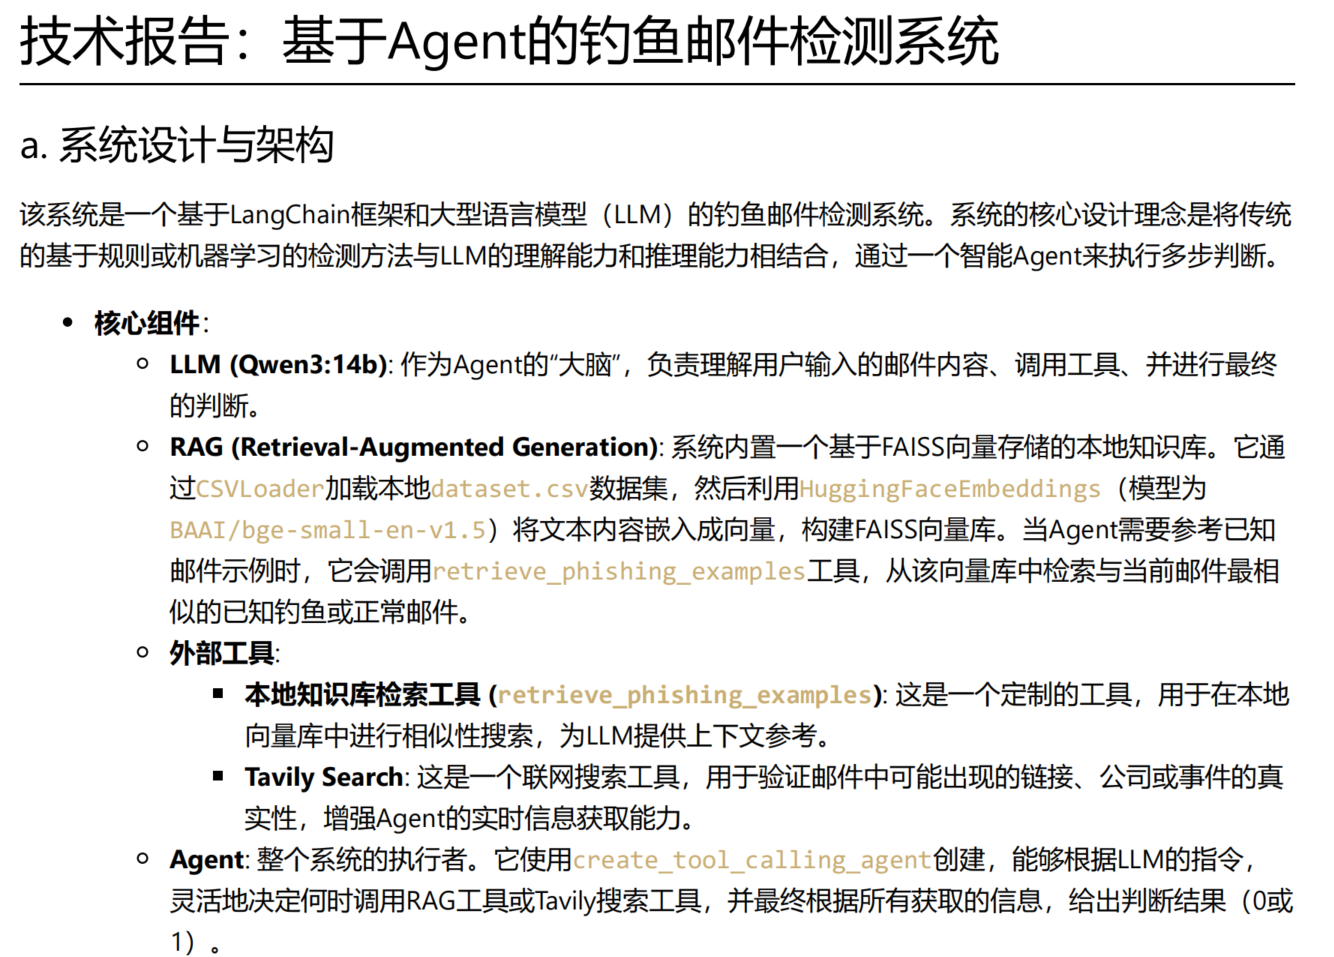 技术报告：基于Agent的钓鱼邮件检测系统
a. 系统设计与架构
该系统是一个基于LangChain框架和大型语言模型（LLM）的钓鱼邮件检测系统。系统的核心设计理念是将传统
的基于规则或机器学习的检测方法与LLM的理解能力和推理能力相结合，通过一个智能Agent来执行多步判断。
• 核心组件:
○ LLM (Qwen3:14b): 作为Agent的“大脑”，负责理解用户输入的邮件内容、调用工具、并进行最终
的判断。
○ RAG (Retrieval-Augmented Generation): 系统内置一个基于FAISS向量存储的本地知识库。它通
过CSVLoader加载本地dataset.csv数据集，然后利用HuggingFaceEmbeddings（模型为
BAAI/bge-small-en-v1.5）将文本内容嵌入成向量，构建FAISS向量库。当Agent需要参考已知
邮件示例时，它会调用retrieve_phishing_examples工具，从该向量库中检索与当前邮件最相
似的已知钓鱼或正常邮件。
○ 外部工具:
▪ 本地知识库检索工具 (retrieve_phishing_examples): 这是一个定制的工具，用于在本地
向量库中进行相似性搜索，为LLM提供上下文参考。
▪ Tavily Search: 这是一个联网搜索工具，用于验证邮件中可能出现的链接、公司或事件的真
实性，增强Agent的实时信息获取能力。
○ Agent: 整个系统的执行者。它使用create_tool_calling_agent创建，能够根据LLM的指令，
灵活地决定何时调用RAG工具或Tavily搜索工具，并最终根据所有获取的信息，给出判断结果（0或
1）。